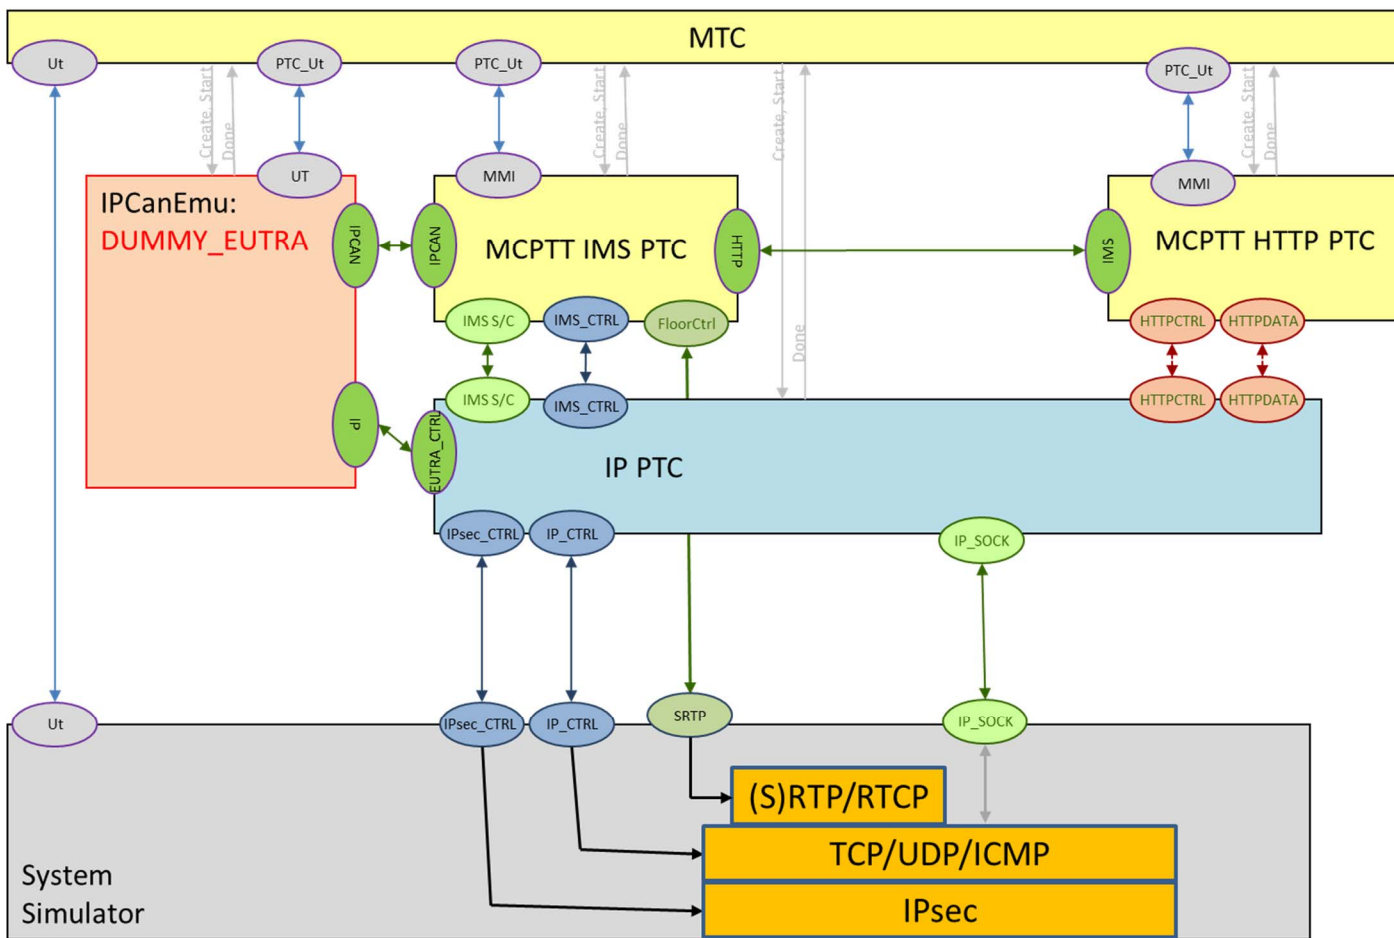 MTC
Ut
PTC_Ut
PTC_Ut
PTC_Ut
Create, Start
Done
Create, Start
Done
Create, Start
Done
Create, Start
Done
UT
MMI
MMI
IPCanEmu:
DUMMY_EUTRA
IPCAN
IPCAN
MCPTT IMS PTC
HTTP
IMS
MCPTT HTTP PTC
IMS S/C
IMS_CTRL
FloorCtrl
HTTPCTRL
HTTPDATA
IMS S/C
IMS_CTRL
HTTPCTRL
HTTPDATA
IP
EUTRA_CTRL
IP PTC
IPsec_CTRL
IP_CTRL
IP_SOCK
Ut
IPsec_CTRL
IP_CTRL
SRTP
IP_SOCK
(S)RTP/RTCP
TCP/UDP/ICMP
IPsec
System
Simulator